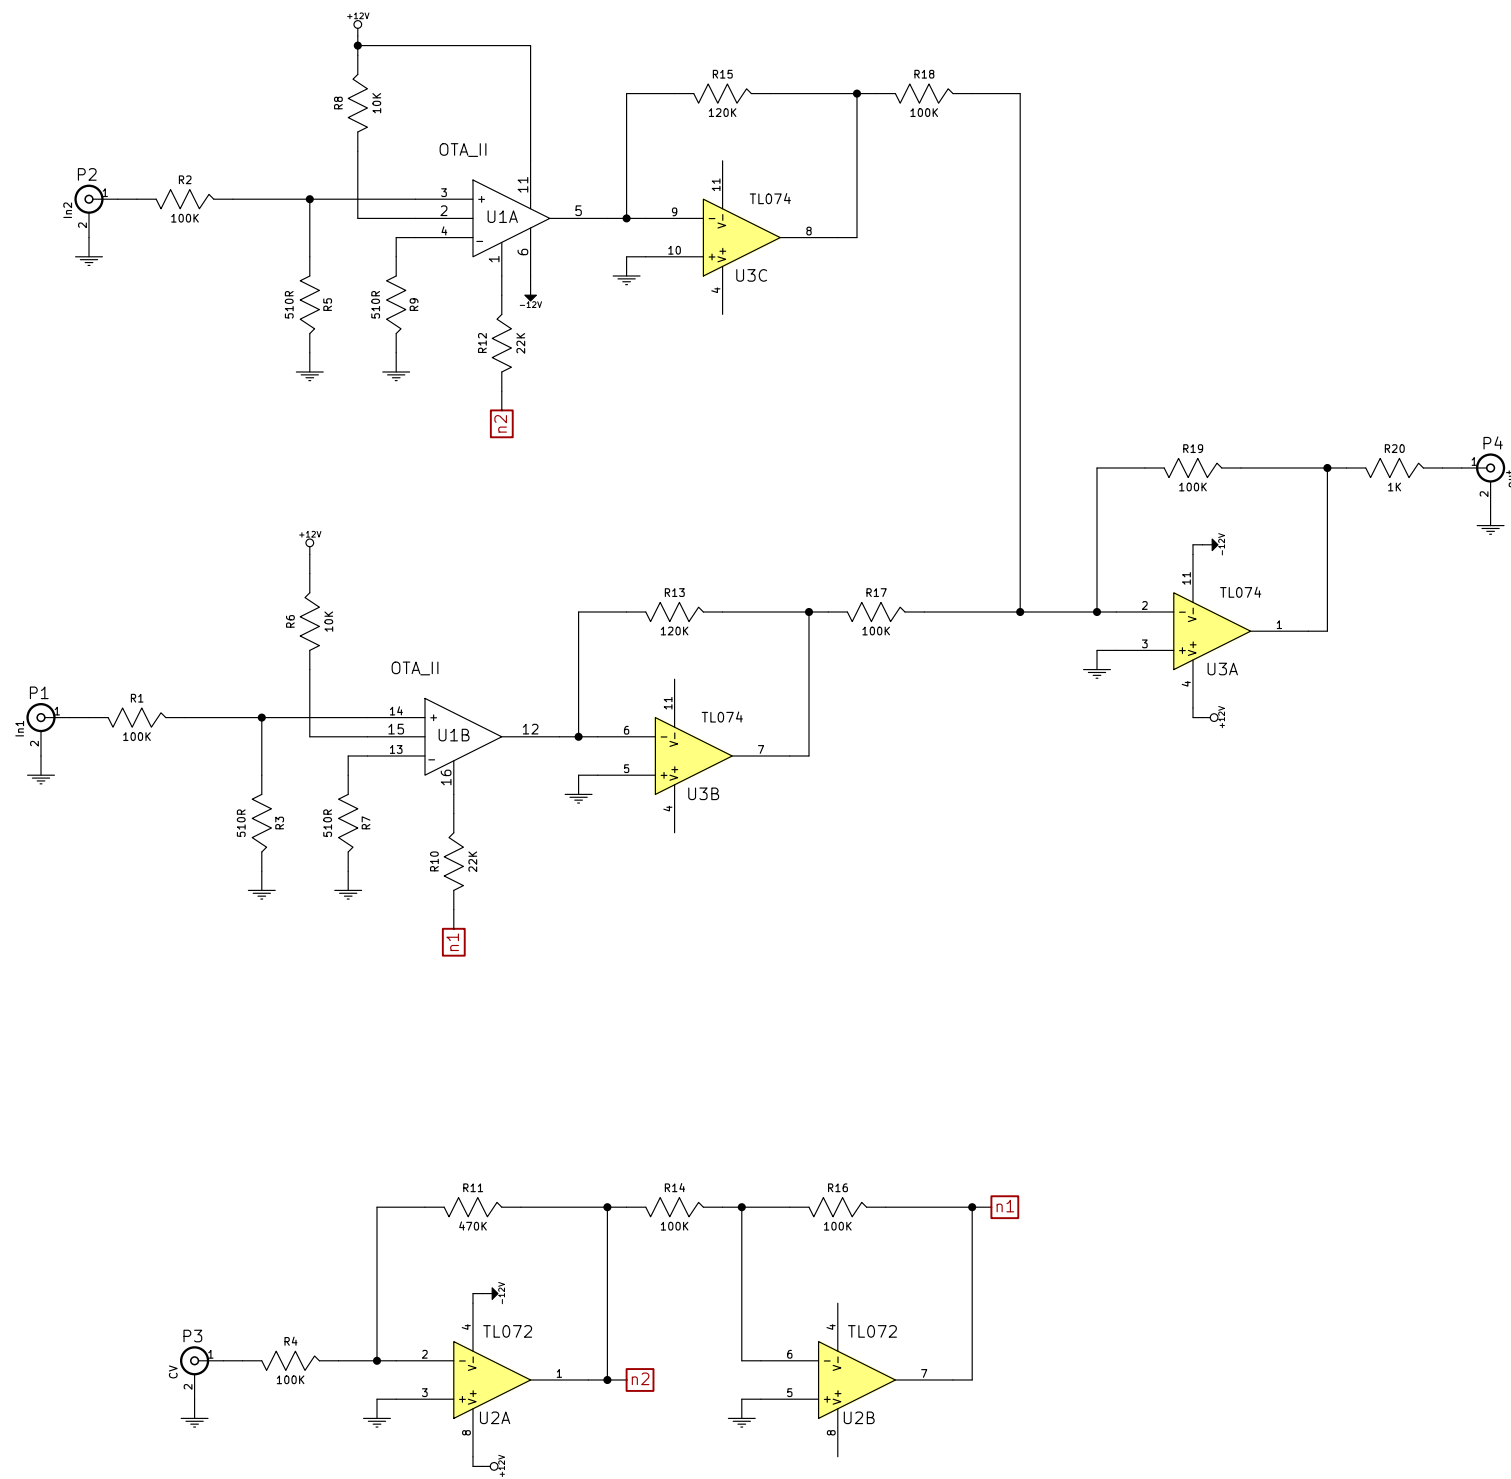 +12V
R8
10K
OTA_II
P2
In2
1
2
R2
100K
3
2
4
+
-
U1A
11
5
6
1
-12V
510R
R5
510R
R9
R12
22K
n2
R15
120K
R18
100K
9
10
-
+
V-
V+
11
4
TL074
8
U3C
+12V
R6
10K
OTA_II
P1
In1
1
2
R1
100K
14
15
13
+
-
U1B
16
12
510R
R3
510R
R7
R10
22K
n1
R13
120K
R17
100K
6
5
-
+
V-
V+
11
4
TL074
7
U3B
R19
100K
R20
1K
P4
1
2
-12V
11
TL074
2
3
-
+
V-
V+
1
U3A
4
+12V
R11
470K
R14
100K
R16
100K
n1
P3
CV
1
2
R4
100K
-12V
4
TL072
2
3
-
+
V-
V+
1
n2
U2A
8
+12V
4
TL072
6
5
-
+
V-
V+
7
U2B
8